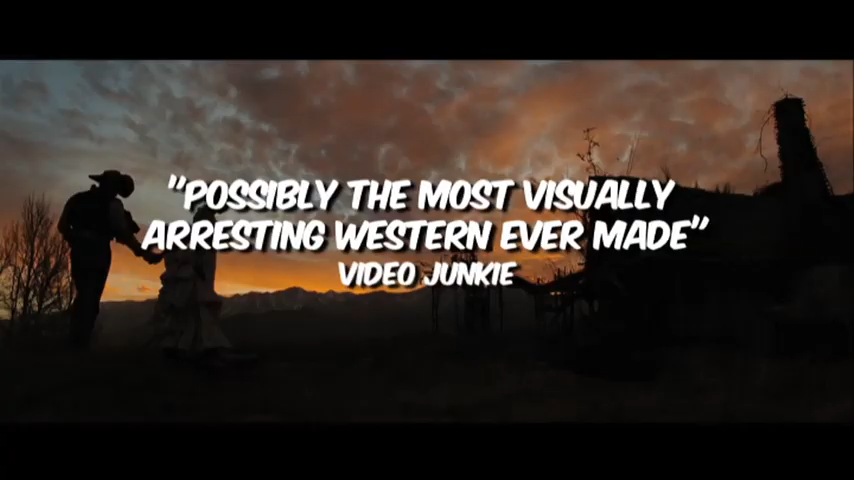 "POSSIBLY THE MOST VISUALLY
ARRESTING WESTERN EVER MADE"
VIDEO JUNKIE